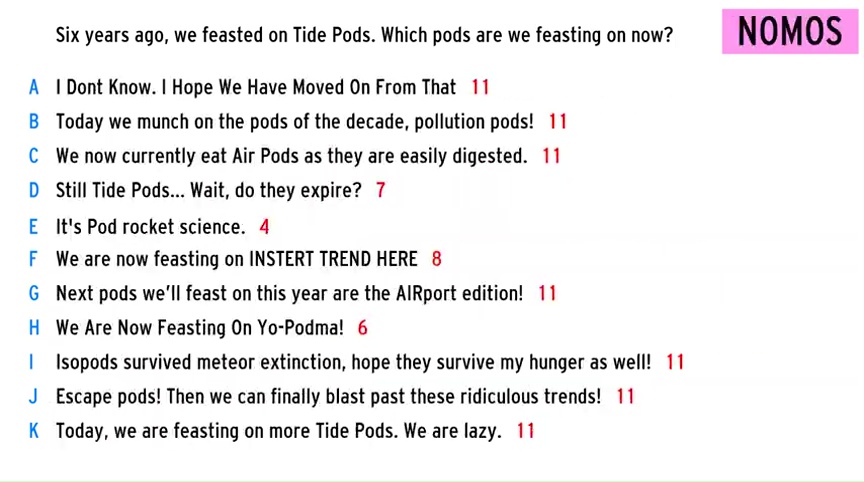 Six years ago, we feasted on Tide Pods. Which pods are we feasting on now?
NOMOS
A I Dont Know. I Hope We Have Moved On From That 11
B Today we munch on the pods of the decade, pollution pods! 11
C We now currently eat Air Pods as they are easily digested. 11
D Still Tide Pods... Wait, do they expire? 7
E It's Pod rocket science. 4
F We are now feasting on INSTERT TREND HERE 8
G Next pods we'll feast on this year are the AIRport edition! 11
H We Are Now Feasting On Yo-Podma! 6
I Isopods survived meteor extinction, hope they survive my hunger as well! 11
J Escape pods! Then we can finally blast past these ridiculous trends! 11
K Today, we are feasting on more Tide Pods. We are lazy. 11